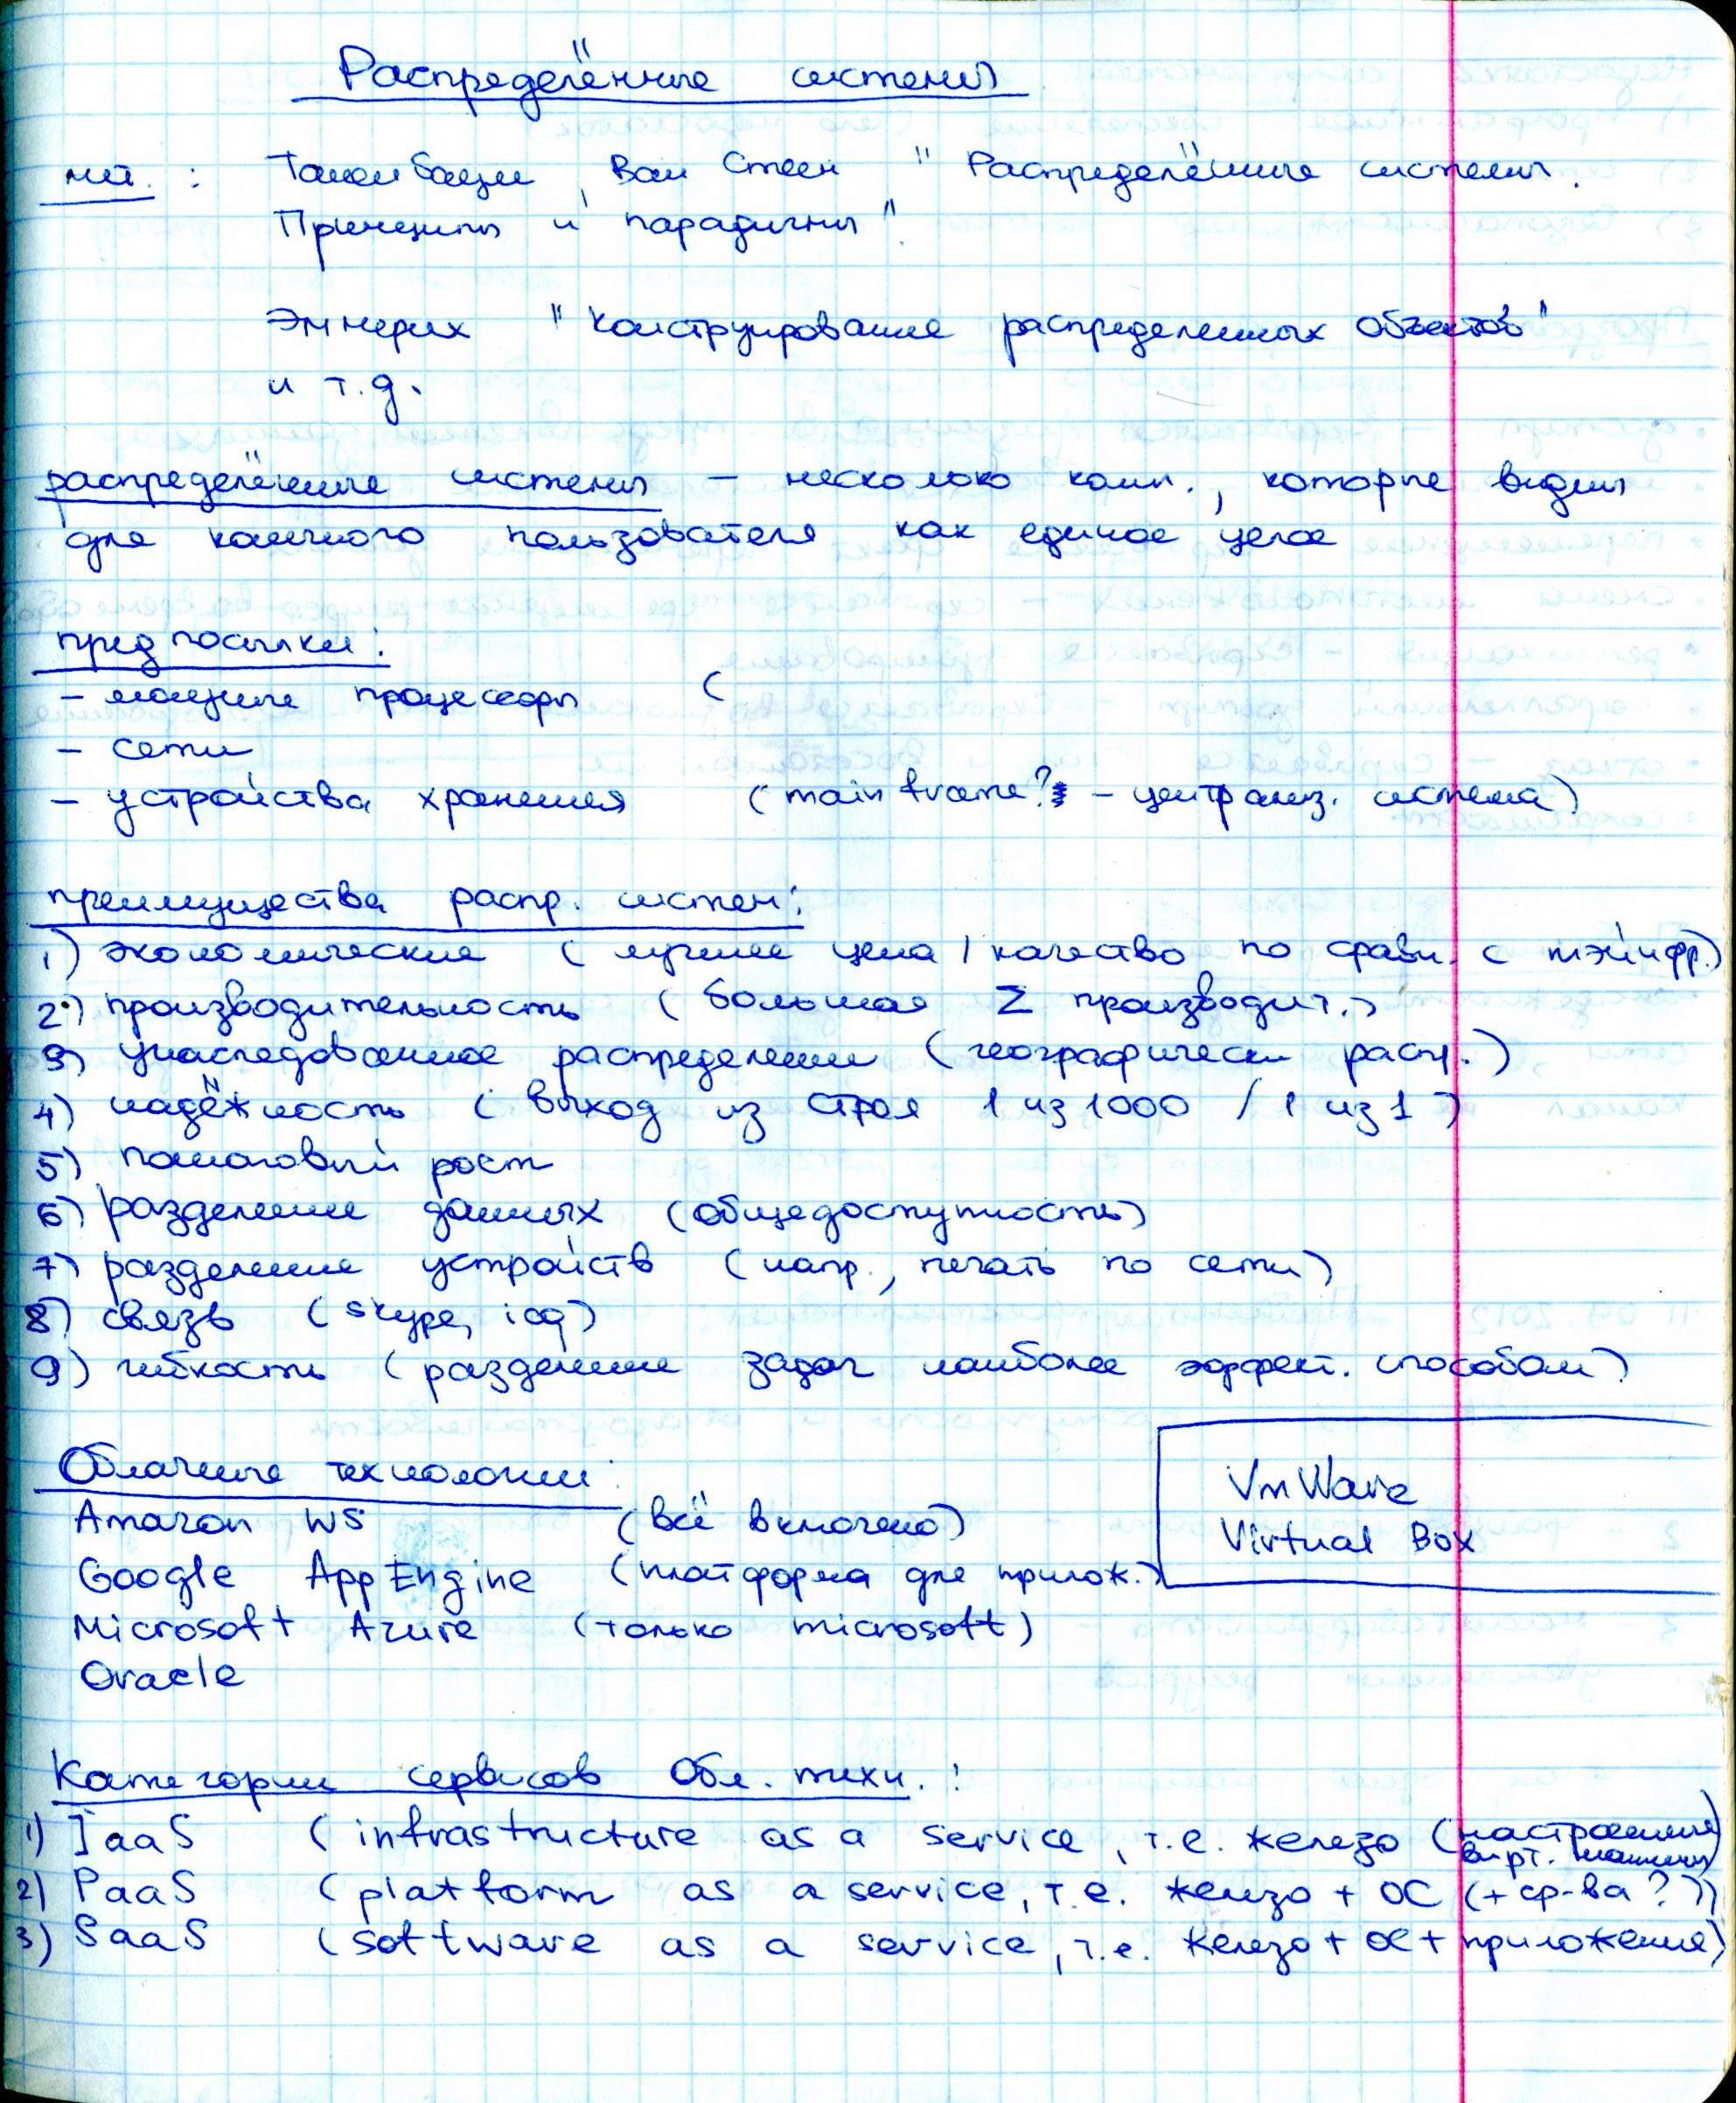 Распределённые системы
лит. : Таненбаум, Ван Стеен "Распределённые системы.
Принципы и парадигмы".
Эммерих "Конструирование распределенных объектов"
и т.д.
распределённые системы – несколько комп., которые видны
для конечного пользователя как единое целое
предпосылки:
– мощные процессоры (
– сети
– устройства хранения (mainframe? – централиз. система)
преимущества распр. систем:
1) экономические (лучшее цена / качество по сравн. с мэйнфр.)
2) производительность (большая Σ производит.)
3) унаследованное распределение (географически распр.)
4) надёжность (выход из строя 1 из 1000 / 1 из 1)
5) пошаговый рост
6) разделение данных (общедоступность)
7) разделение устройств (напр., печать по сети)
8) связь (skype, icq)
9) гибкость (разделение задач наиболее эффект. способом)
Облачные технологии:
Amazon WS (всё включено)
Google App Engine (платформа для прилож.)
Microsoft Azure (только microsoft)
Oracle
VmWare
Virtual Box
Категории сервисов Обл. техн.:
1) IaaS (infrastructure as a service, т.е. железо (настроенные вирт. машины)
2) PaaS (platform as a service, т.е. железо + ОС (+ ср-ва?))
3) SaaS (software as a service, т.е. железо + ОС + приложения)